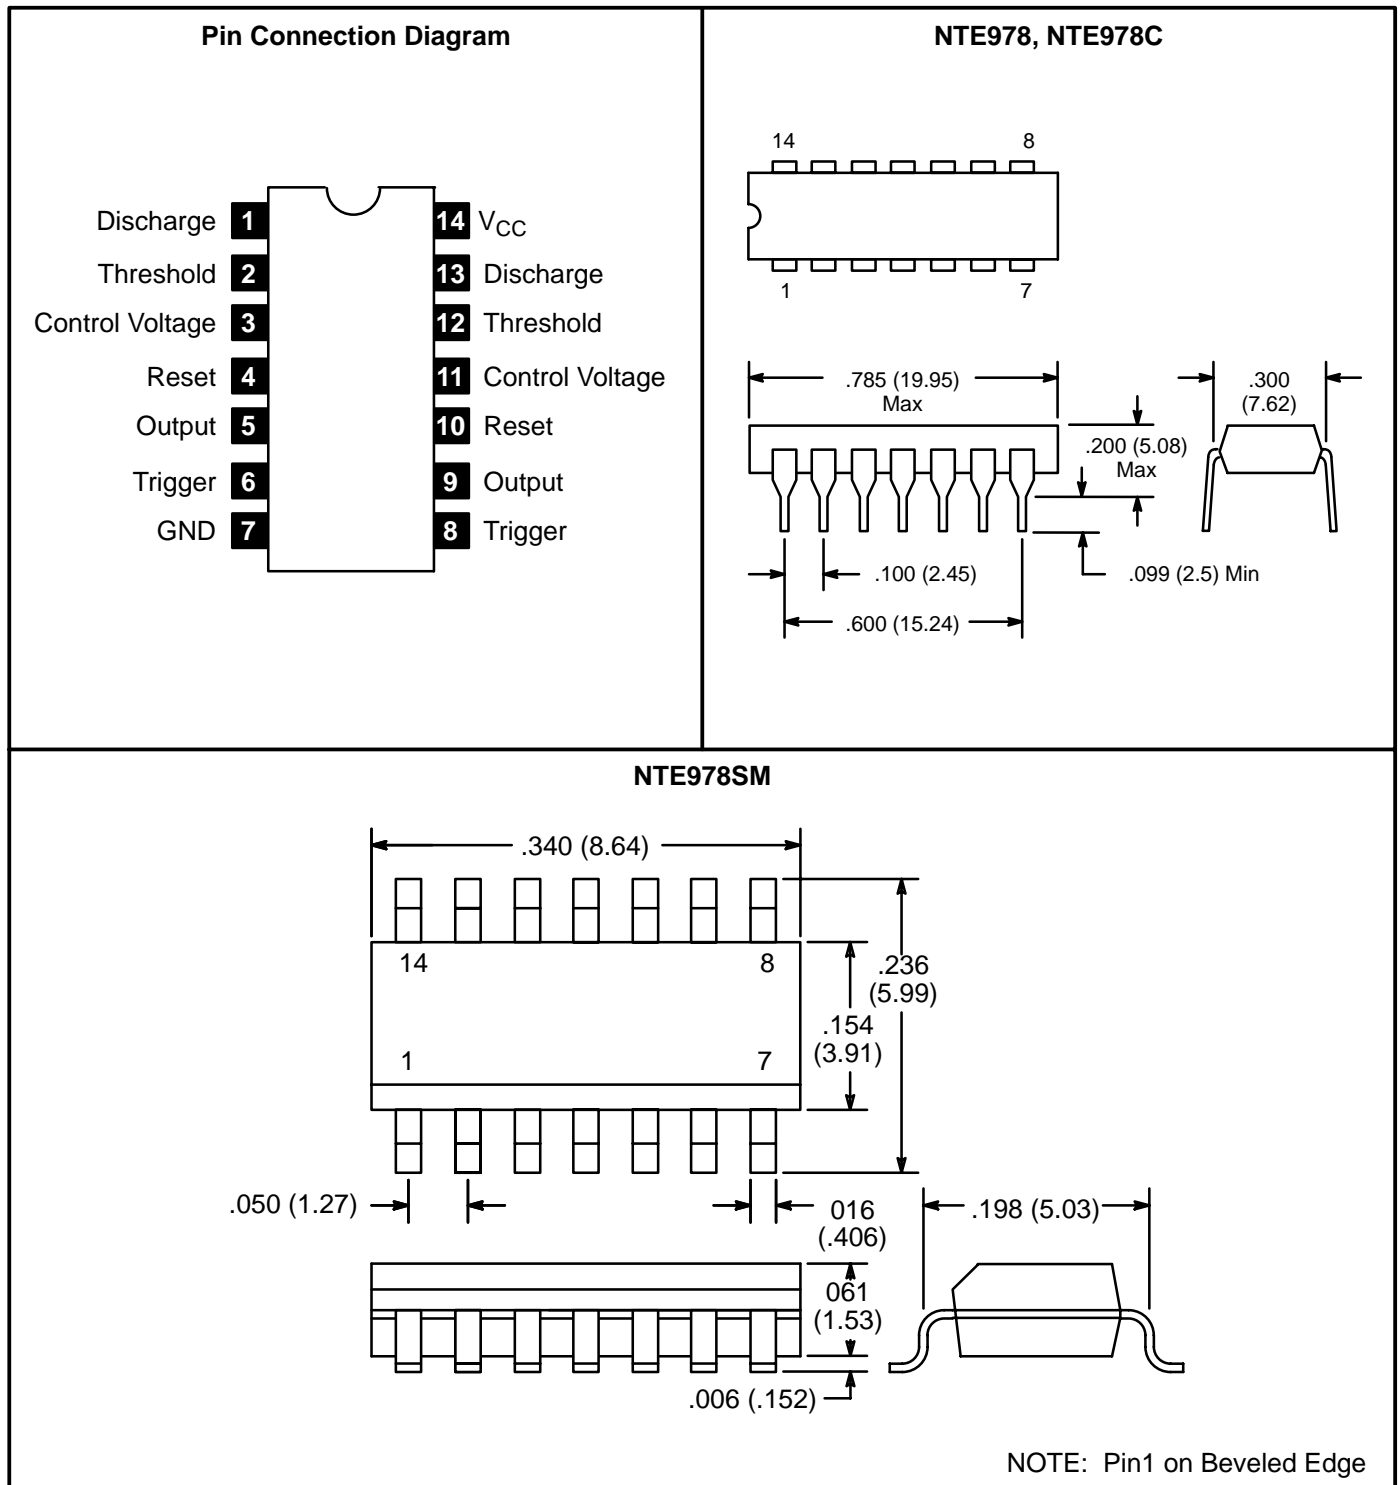 Pin Connection Diagram
Discharge 1
Threshold 2
Control Voltage 3
Reset 4
Output 5
Trigger 6
GND 7
14 VCC
13 Discharge
12 Threshold
11 Control Voltage
10 Reset
9 Output
8 Trigger
NTE978, NTE978C
14 8
1 7
.785 (19.95)
Max
.300
(7.62)
.200 (5.08)
Max
.100 (2.45)
.099 (2.5) Min
.600 (15.24)
NTE978SM
.340 (8.64)
14 8
.236
(5.99)
.154
(3.91)
1 7
.050 (1.27)
016
(.406)
.198 (5.03)
061
(1.53)
.006 (.152)
NOTE: Pin1 on Beveled Edge